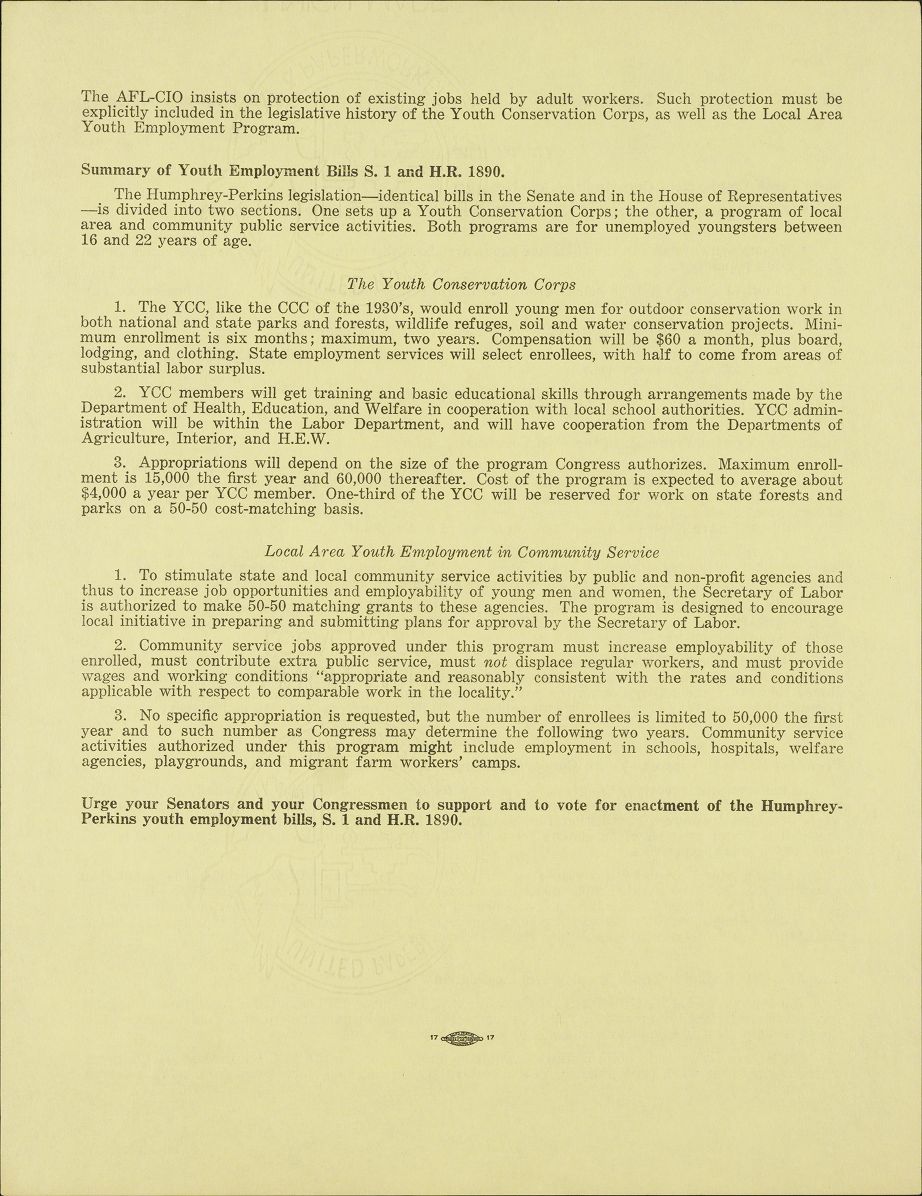 The AFL-CIO insists on protection of existing jobs held by adult workers. Such protection must be
explicitly included in the legislative history of the Youth Conservation Corps, as well as the Local Area
Youth Employment Program.
Summary of Youth Employment Bills S. 1 and H.R. 1890.
The Humphrey-Perkins legislation—identical bills in the Senate and in the House of Representatives
—is divided into two sections. One sets up a Youth Conservation Corps; the other, a program of local
area and community public service activities. Both programs are for unemployed youngsters between
16 and 22 years of age.
The Youth Conservation Corps
1. The YCC, like the CCC of the 1930's, would enroll young men for outdoor conservation work in
both national and state parks and forests, wildlife refuges, soil and water conservation projects. Mini-
mum enrollment is six months; maximum, two years. Compensation will be $60 a month, plus board,
lodging, and clothing. State employment services will select enrollees, with half to come from areas of
substantial labor surplus.
2. YCC members will get training and basic educational skills through arrangements made by the
Department of Health, Education, and Welfare in cooperation with local school authorities. YCC admin-
istration will be within the Labor Department, and will have cooperation from the Departments of
Agriculture, Interior, and H.E.W.
3. Appropriations will depend on the size of the program Congress authorizes. Maximum enroll-
ment is 15,000 the first year and 60,000 thereafter. Cost of the program is expected to average about
$4,000 a year per YCC member. One-third of the YCC will be reserved for work on state forests and
parks on a 50-50 cost-matching basis.
Local Area Youth Employment in Community Service
1. To stimulate state and local community service activities by public and non-profit agencies and
thus to increase job opportunities and employability of young men and women, the Secretary of Labor
is authorized to make 50-50 matching grants to these agencies. The program is designed to encourage
local initiative in preparing and submitting plans for approval by the Secretary of Labor.
2. Community service jobs approved under this program must increase employability of those
enrolled, must contribute extra public service, must not displace regular workers, and must provide
wages and working conditions "appropriate and reasonably consistent with the rates and conditions
applicable with respect to comparable work in the locality."
3. No specific appropriation is requested, but the number of enrollees is limited to 50,000 the first
year and to such number as Congress may determine the following two years. Community service
activities authorized under this program might include employment in schools, hospitals, welfare
agencies, playgrounds, and migrant farm workers' camps.
Urge your Senators and your Congressmen to support and to vote for enactment of the Humphrey-
Perkins youth employment bills, S. 1 and H.R. 1890.
17 17